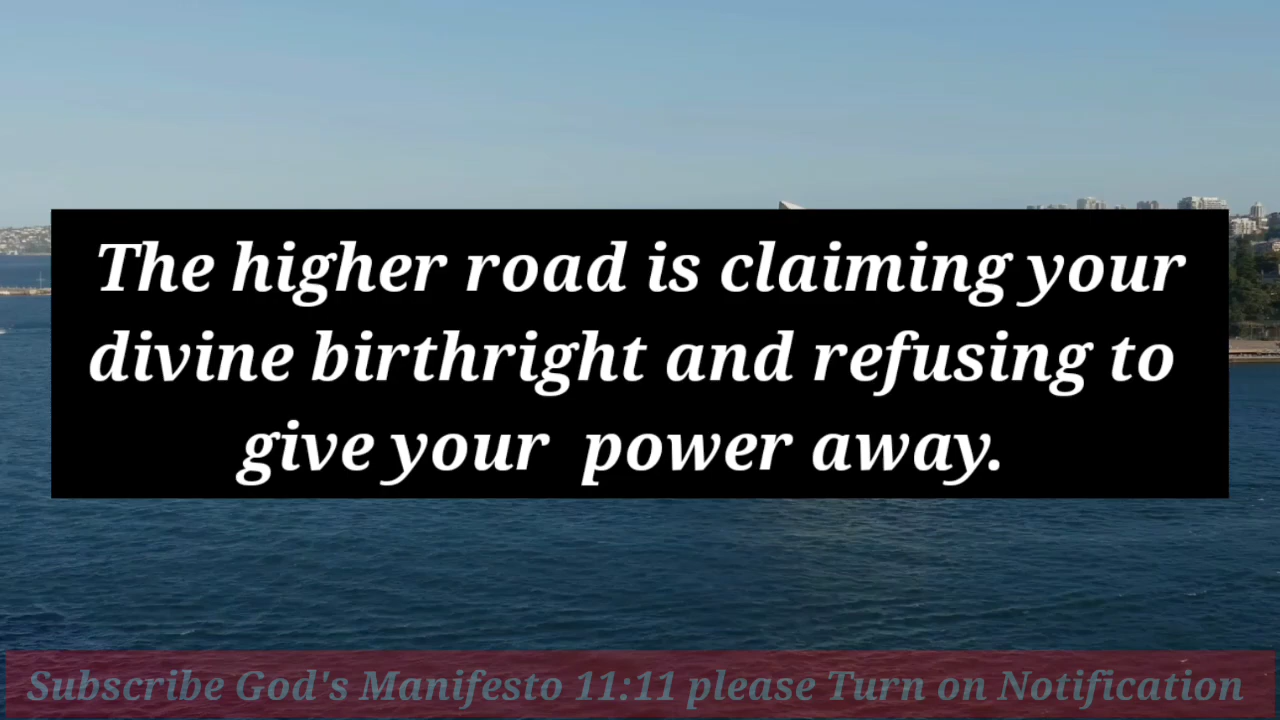 The higher road is claiming your
divine birthright and refusing to
give your  power away.
Subscribe God's Manifesto 11:11 please Turn on Notification